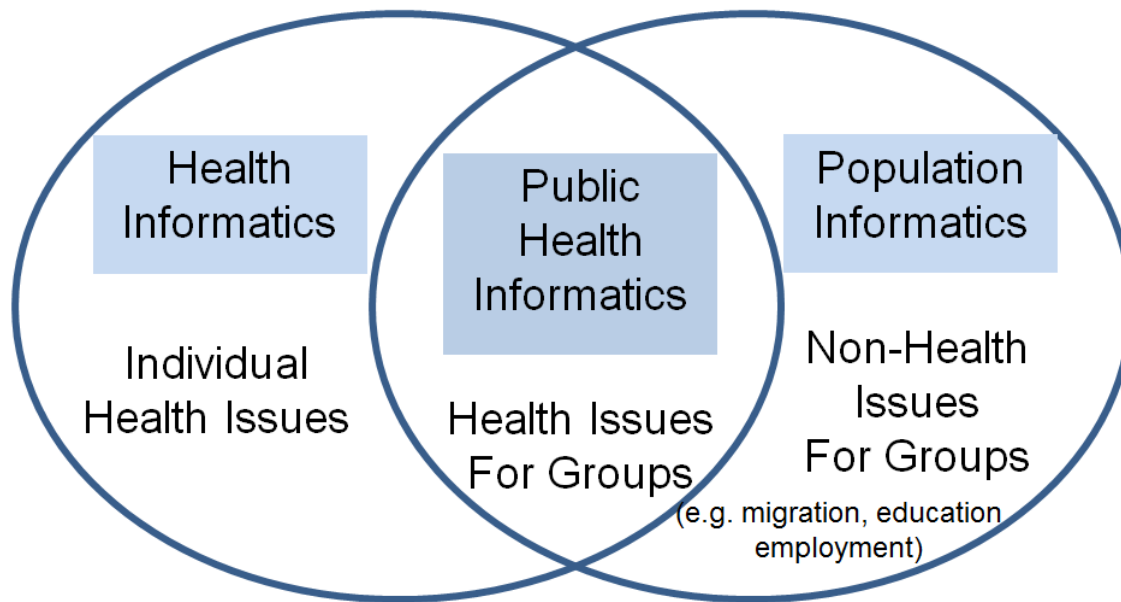 Health
Informatics
Individual
Health Issues
Public
Health
Informatics
Health Issues
For Groups
Population
Informatics
Non-Health
Issues
For Groups
(e.g. migration, education
employment)